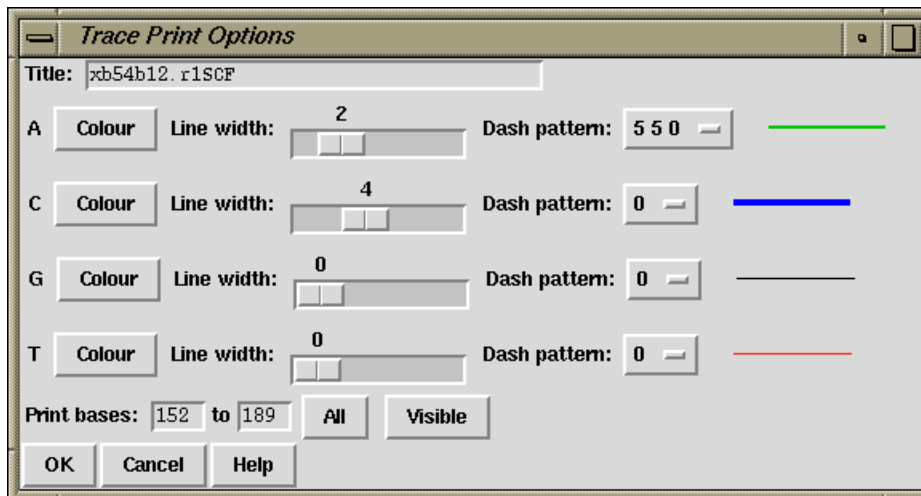 Trace Print Options
Title: xb54b12.r1SCF
2
A Colour Line width: Dash pattern: 5 5 0
4
C Colour Line width: Dash pattern: 0
0
G Colour Line width: Dash pattern: 0
0
T Colour Line width: Dash pattern: 0
Print bases: 152 to 189 All Visible
OK Cancel Help